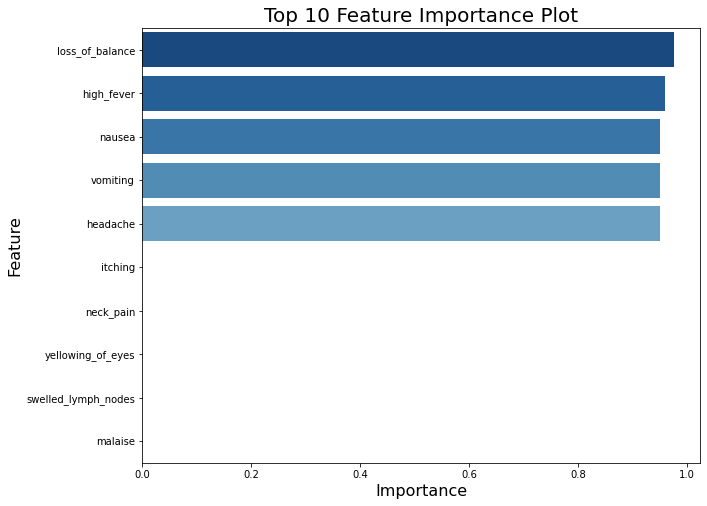 Top 10 Feature Importance Plot
Feature
loss_of_balance
high_fever
nausea
vomiting
headache
itching
neck_pain
yellowing_of_eyes
swelled_lymph_nodes
malaise
0.0 0.2 0.4 0.6 0.8 1.0
Importance